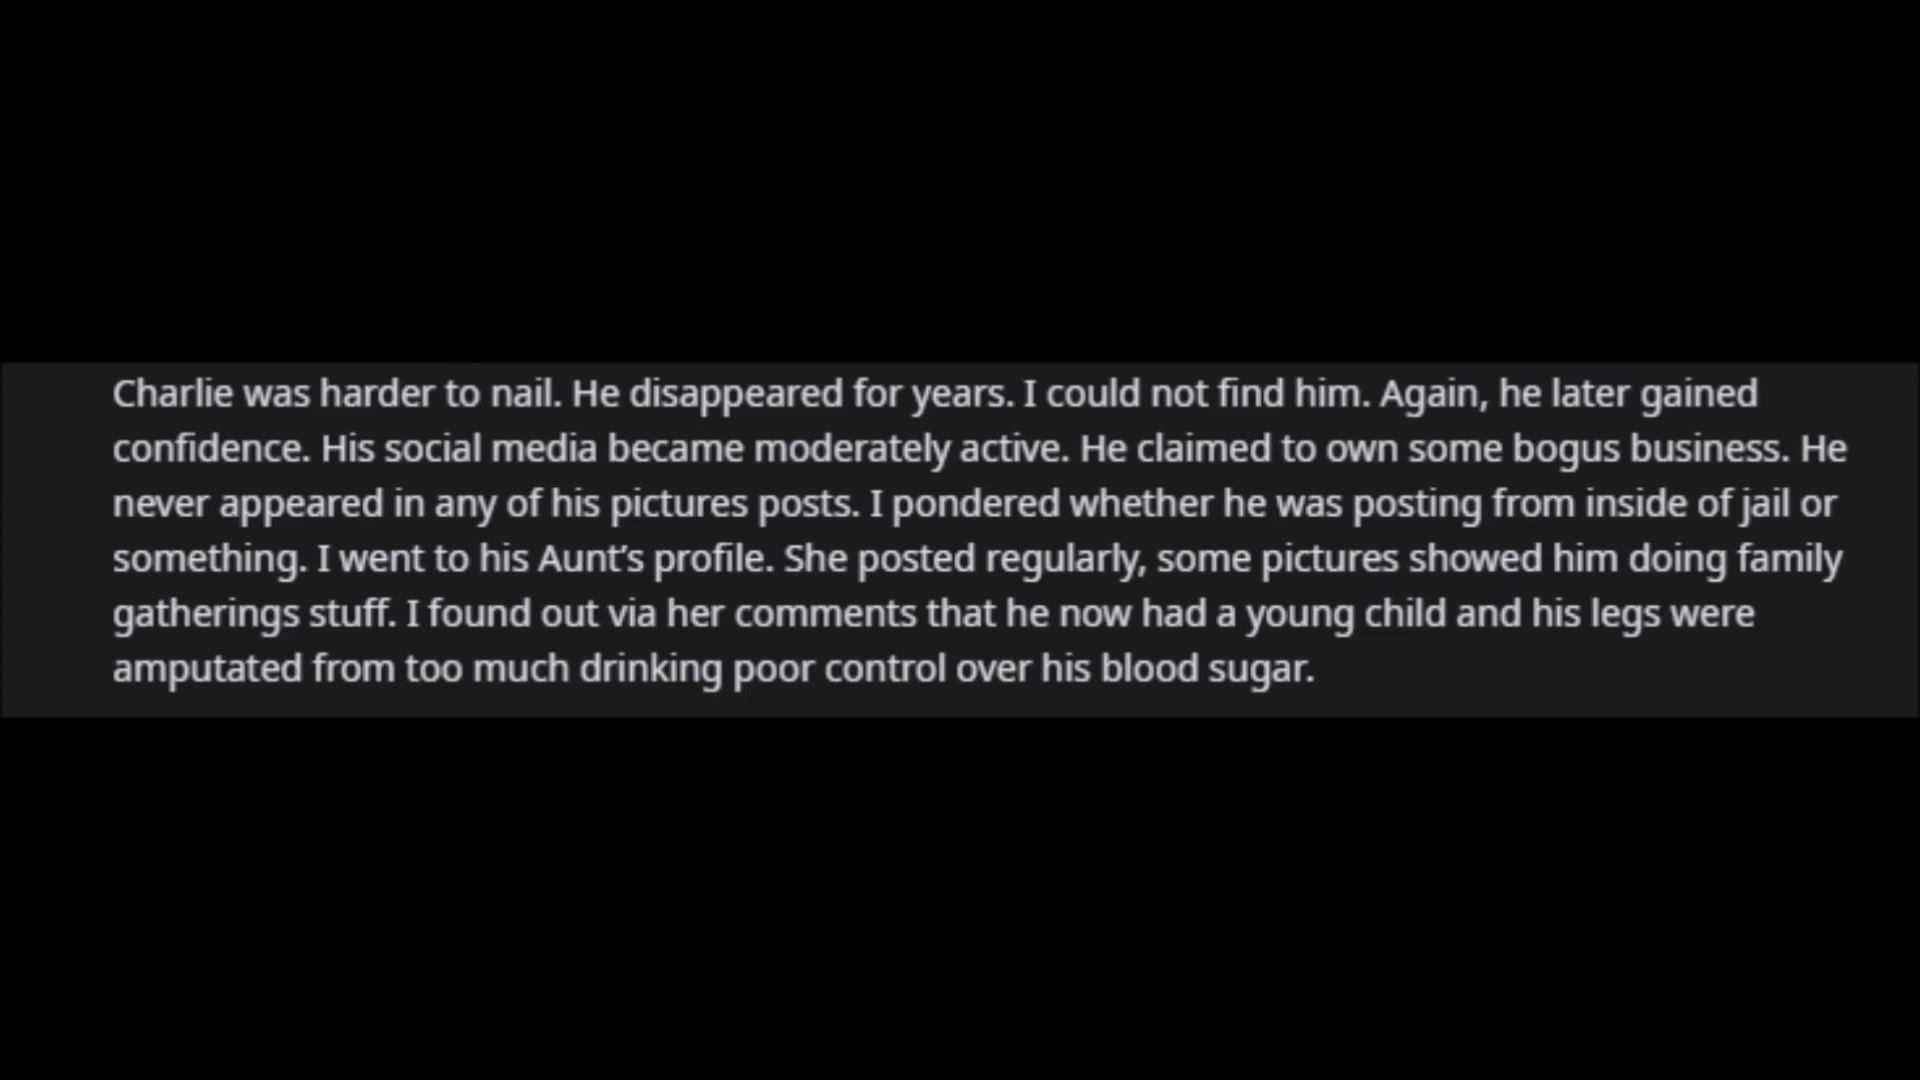 Charlie was harder to nail. He disappeared for years. I could not find him. Again, he later gained
confidence. His social media became moderately active. He claimed to own some bogus business. He
never appeared in any of his pictures posts. I pondered whether he was posting from inside of jail or
something. I went to his Aunt’s profile. She posted regularly, some pictures showed him doing family
gatherings stuff. I found out via her comments that he now had a young child and his legs were
amputated from too much drinking poor control over his blood sugar.